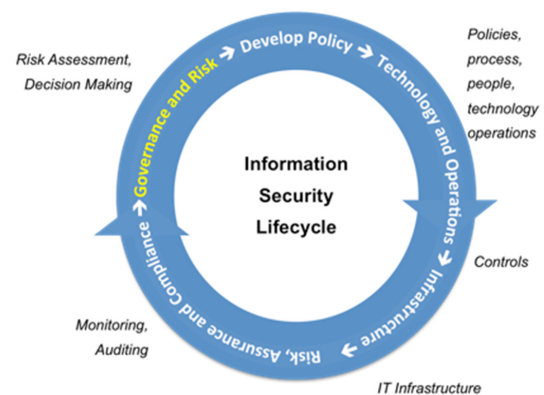 Risk Assessment,
Decision Making
Governance and Risk → Develop Policy → Technology and Operations → Infrastructure → Risk, Assurance and Compliance →
Policies,
process,
people,
technology
operations
Information
Security
Lifecycle
Controls
Monitoring,
Auditing
IT Infrastructure